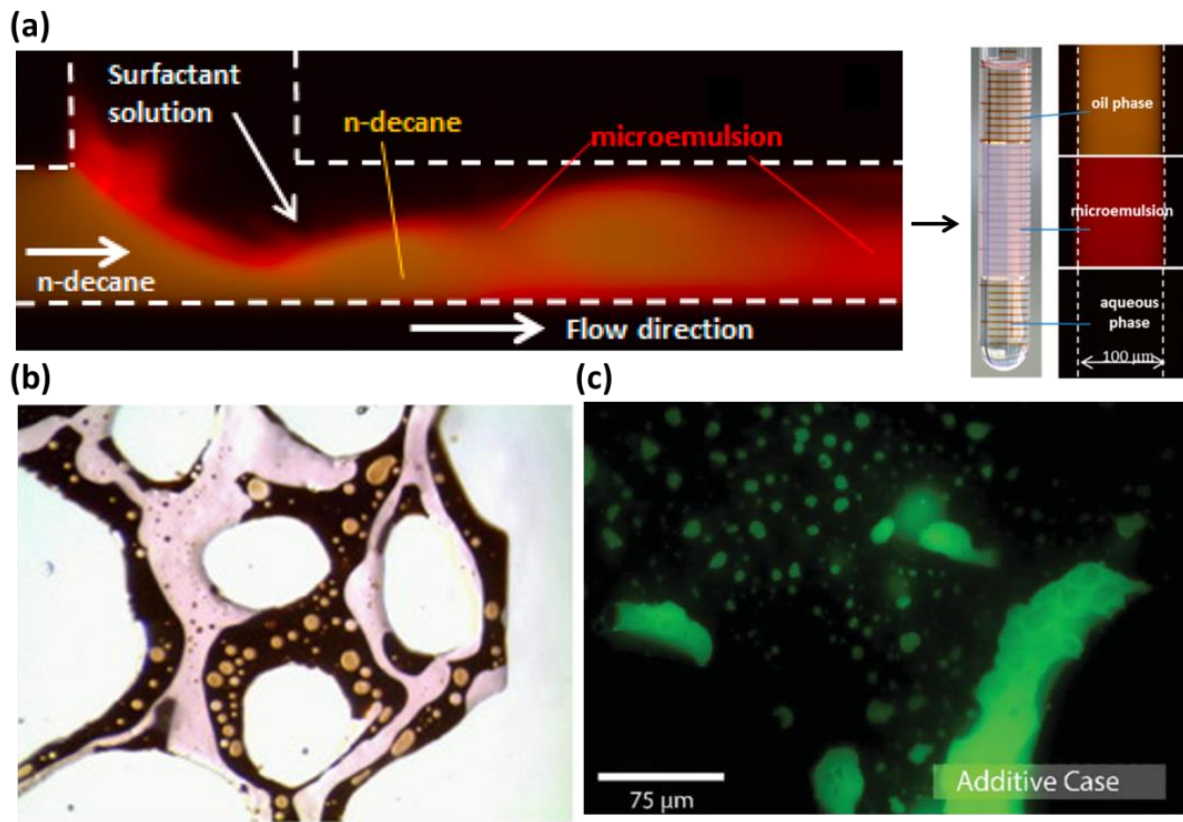 (a)
Surfactant
solution
n-decane
microemulsion
n-decane
Flow direction
oil phase
microemulsion
aqueous
phase
100 µm
(b)
(c)
75 µm
Additive Case